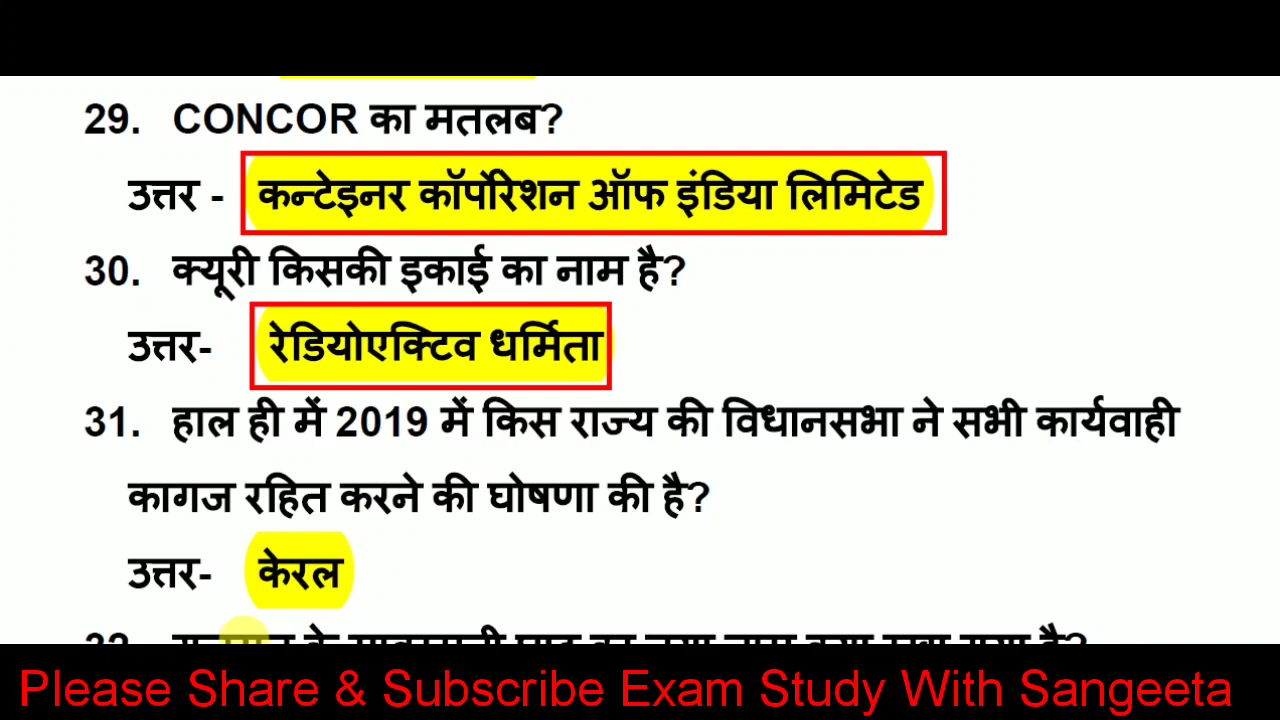 29. CONCOR का मतलब?
उत्तर - कन्टेइनर कॉर्पोरेशन ऑफ इंडिया लिमिटेड
30. क्यूरी किसकी इकाई का नाम है?
उत्तर- रेडियोएक्टिव धर्मिता
31. हाल ही में 2019 में किस राज्य की विधानसभा ने सभी कार्यवाही
कागज रहित करने की घोषणा की है?
उत्तर- केरल
Please Share & Subscribe Exam Study With Sangeeta